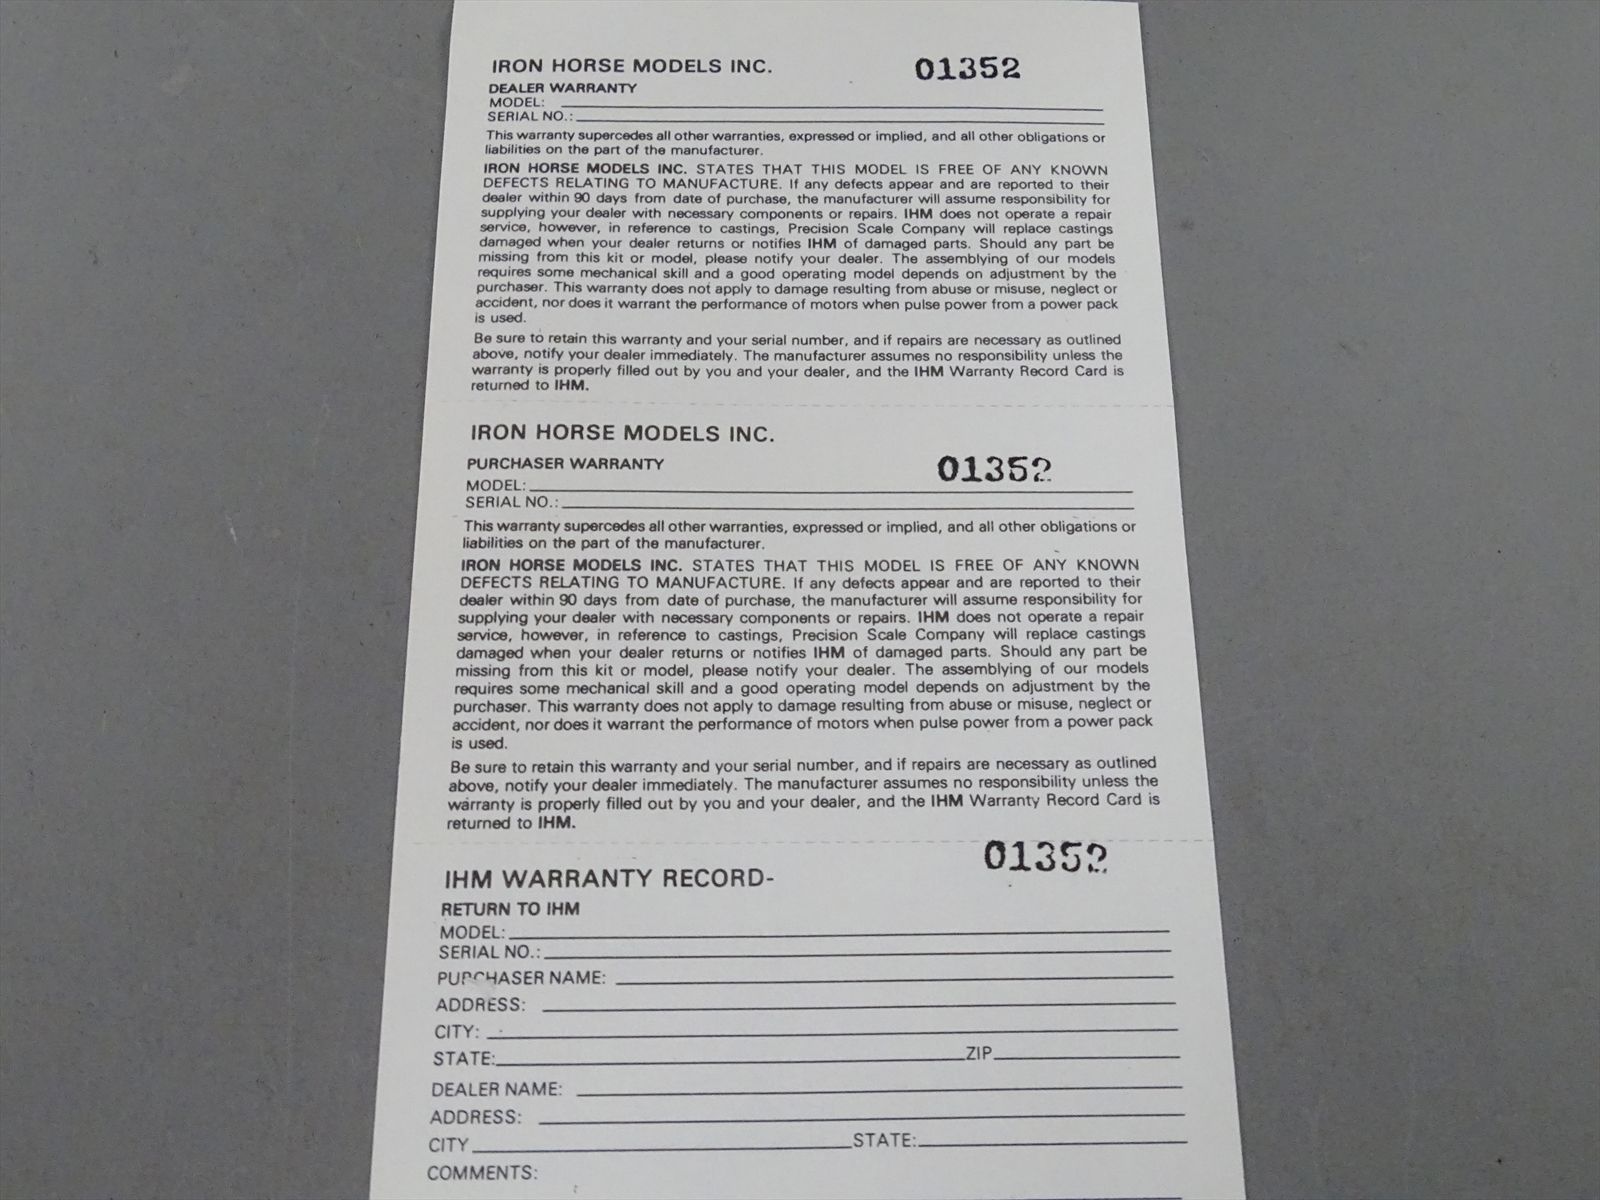 IRON HORSE MODELS INC. 01352
DEALER WARRANTY
MODEL:
SERIAL NO.:
This warranty supercedes all other warranties, expressed or implied, and all other obligations or
liabilities on the part of the manufacturer.
IRON HORSE MODELS INC. STATES THAT THIS MODEL IS FREE OF ANY KNOWN
DEFECTS RELATING TO MANUFACTURE. If any defects appear and are reported to their
dealer within 90 days from date of purchase, the manufacturer will assume responsibility for
supplying your dealer with necessary components or repairs. IHM does not operate a repair
service, however, in reference to castings, Precision Scale Company will replace castings
damaged when your dealer returns or notifies IHM of damaged parts. Should any part be
missing from this kit or model, please notify your dealer. The assemblying of our models
requires some mechanical skill and a good operating model depends on adjustment by the
purchaser. This warranty does not apply to damage resulting from abuse or misuse, neglect or
accident, nor does it warrant the performance of motors when pulse power from a power pack
is used.
Be sure to retain this warranty and your serial number, and if repairs are necessary as outlined
above, notify your dealer immediately. The manufacturer assumes no responsibility unless the
warranty is properly filled out by you and your dealer, and the IHM Warranty Record Card is
returned to IHM.
IRON HORSE MODELS INC.
PURCHASER WARRANTY 01352
MODEL:
SERIAL NO.:
This warranty supercedes all other warranties, expressed or implied, and all other obligations or
liabilities on the part of the manufacturer.
IRON HORSE MODELS INC. STATES THAT THIS MODEL IS FREE OF ANY KNOWN
DEFECTS RELATING TO MANUFACTURE. If any defects appear and are reported to their
dealer within 90 days from date of purchase, the manufacturer will assume responsibility for
supplying your dealer with necessary components or repairs. IHM does not operate a repair
service, however, in reference to castings, Precision Scale Company will replace castings
damaged when your dealer returns or notifies IHM of damaged parts. Should any part be
missing from this kit or model, please notify your dealer. The assemblying of our models
requires some mechanical skill and a good operating model depends on adjustment by the
purchaser. This warranty does not apply to damage resulting from abuse or misuse, neglect or
accident, nor does it warrant the performance of motors when pulse power from a power pack
is used.
Be sure to retain this warranty and your serial number, and if repairs are necessary as outlined
above, notify your dealer immediately. The manufacturer assumes no responsibility unless the
warranty is properly filled out by you and your dealer, and the IHM Warranty Record Card is
returned to IHM.
01352
IHM WARRANTY RECORD-
RETURN TO IHM
MODEL:
SERIAL NO.:
PURCHASER NAME:
ADDRESS:
CITY:
STATE: ZIP
DEALER NAME:
ADDRESS:
CITY STATE:
COMMENTS: